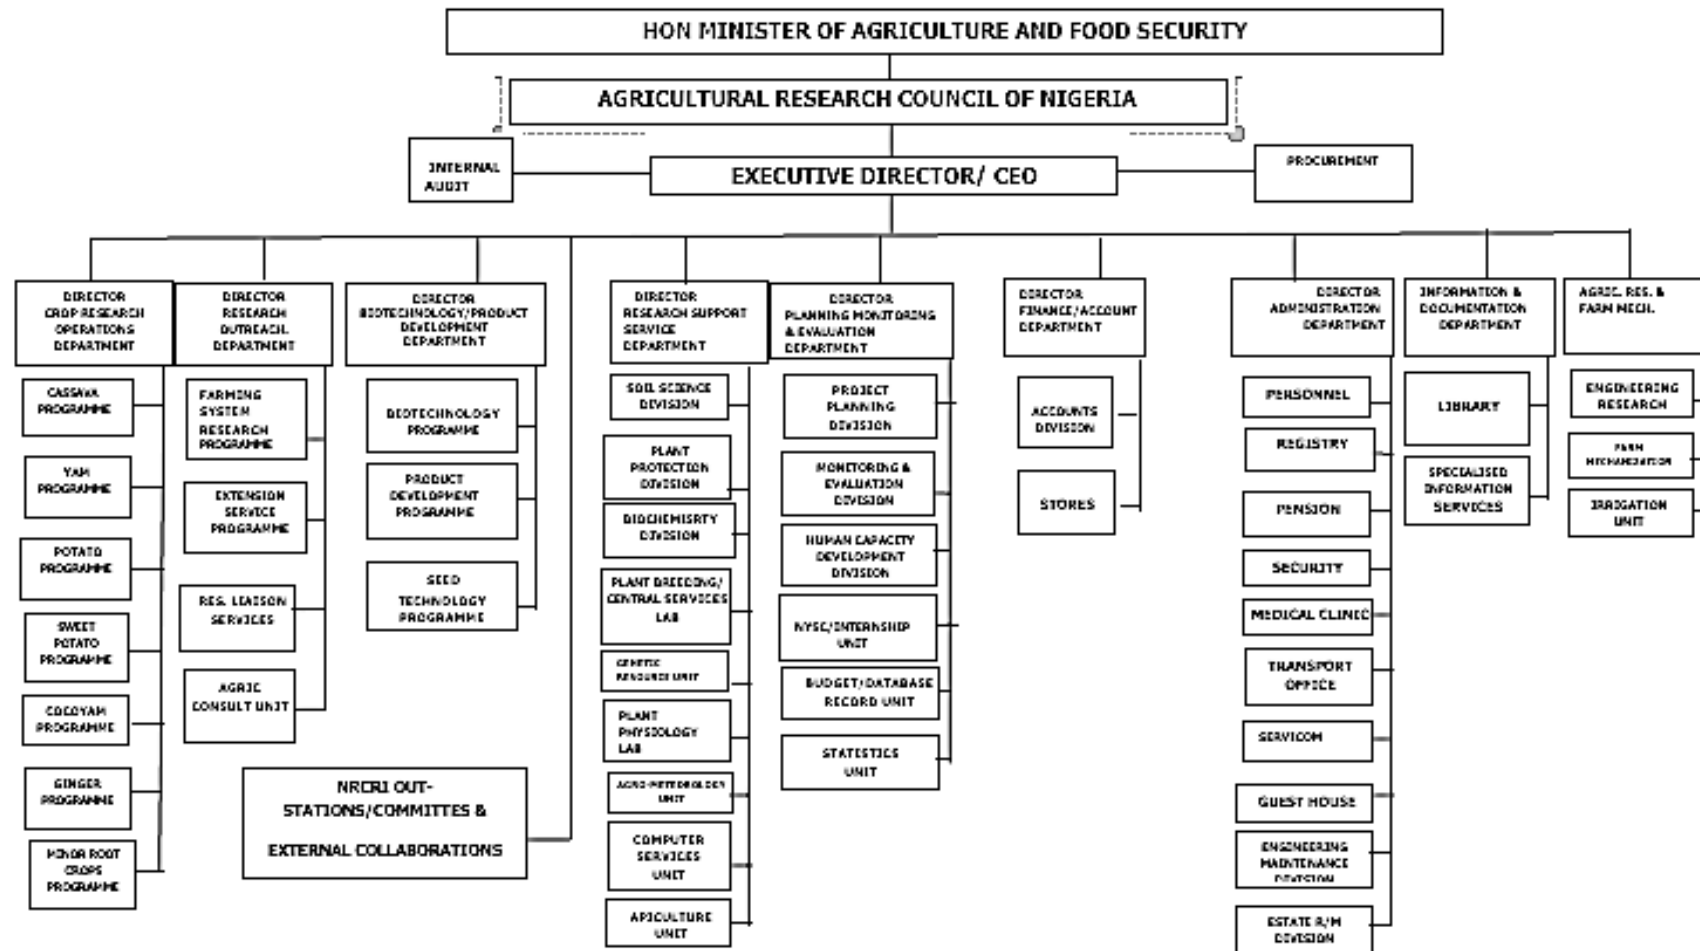 HON MINISTER OF AGRICULTURE AND FOOD SECURITY
AGRICULTURAL RESEARCH COUNCIL OF NIGERIA
INTERNAL
AUDIT
EXECUTIVE DIRECTOR/ CEO
PROCUREMENT
DIRECTOR
CROP RESEARCH
OPERATIONS
DEPARTMENT
DIRECTOR
RESEARCH
OUTREACH.
DEPARTMENT
DIRECTOR
BIOTECHNOLOGY/PRODUCT
DEVELOPMENT
DEPARTMENT
DIRECTOR
RESEARCH SUPPORT
SERVICE
DEPARTMENT
DIRECTOR
PLANNING MONITORING
& EVALUATION
DEPARTMENT
DIRECTOR
FINANCE/ACCOUNT
DEPARTMENT
DIRECTOR
ADMINISTRATION
DEPARTMENT
INFORMATION &
DOCUMENTATION
DEPARTMENT
AGRIC. RES. &
FARM MECH.
CASSAVA
PROGRAMME
YAM
PROGRAMME
POTATO
PROGRAMME
SWEET
POTATO
PROGRAMME
COCOYAM
PROGRAMME
GINGER
PROGRAMME
MINOR ROOT
CROPS
PROGRAMME
FARMING
SYSTEM
RESEARCH
PROGRAMME
EXTENSION
SERVICE
PROGRAMME
RES. LIAISON
SERVICES
AGRIC
CONSULT UNIT
BIOTECHNOLOGY
PROGRAMME
PRODUCT
DEVELOPMENT
PROGRAMME
SEED
TECHNOLOGY
PROGRAMME
NRCRI OUT-
STATIONS/COMMITTES &
EXTERNAL COLLABORATIONS
SOIL SCIENCE
DIVISION
PLANT
PROTECTION
DIVISION
BIOCHEMISRTY
DIVISION
PLANT BREEDING/
CENTRAL SERVICES
LAB
GENETIC
RESOURCE UNIT
PLANT
PHYSIOLOGY
LAB
AGRO-METEOROLOGY
UNIT
COMPUTER
SERVICES
UNIT
APICULTURE
UNIT
PROJECT
PLANNING
DIVISION
MONITORING &
EVALUATION
DIVISION
HUMAN CAPACITY
DEVELOPMENT
DIVISION
NYSC/INTERNSHIP
UNIT
BUDGET/DATABASE
RECORD UNIT
STATISTICS
UNIT
ACCOUNTS
DIVISION
STORES
PERSONNEL
REGISTRY
PENSION
SECURITY
MEDICAL CLINIC
TRANSPORT
OFFICE
SERVICOM
GUEST HOUSE
ENGINEERING
MAINTENANCE
DIVISION
ESTATE R/M
DIVISION
LIBRARY
SPECIALISED
INFORMATION
SERVICES
ENGINEERING
RESEARCH
FARM
MECHANIZATION
IRRIGATION
UNIT